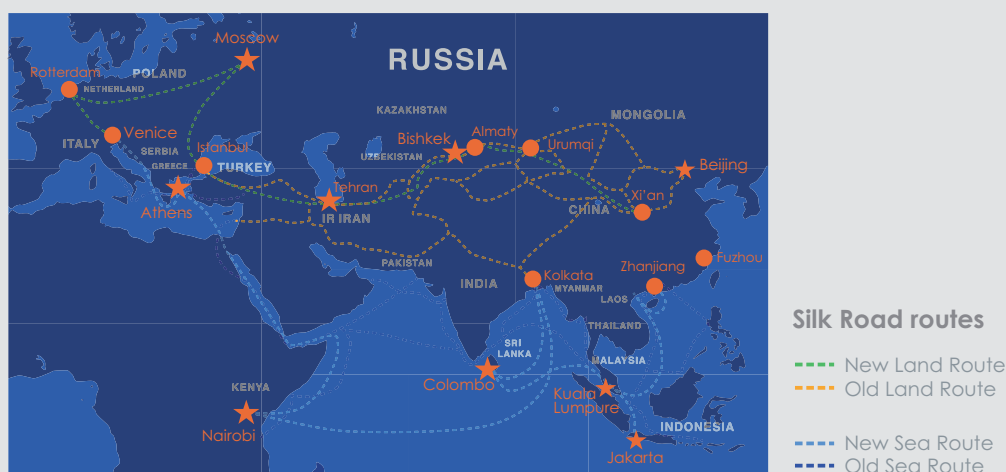 Moscow
RUSSIA
Rotterdam
POLAND
NETHERLAND
KAZAKHSTAN
MONGOLIA
Venice
ITALY
Bishkek
Almaty
Urumqi
SERBIA
Istanbul
UZBEKISTAN
GREECE
TURKEY
Beijing
Tehran
Athens
IR IRAN
CHINA
Xi'an
PAKISTAN
Fuzhou
Zhanjiang
INDIA
Kolkata
MYANMAR
LAOS
THAILAND
SRI
LANKA
MALAYSIA
Colombo
KENYA
Kuala
Lumpure
Nairobi
INDONESIA
Jakarta
Silk Road routes
New Land Route
Old Land Route
New Sea Route
Old Sea Route